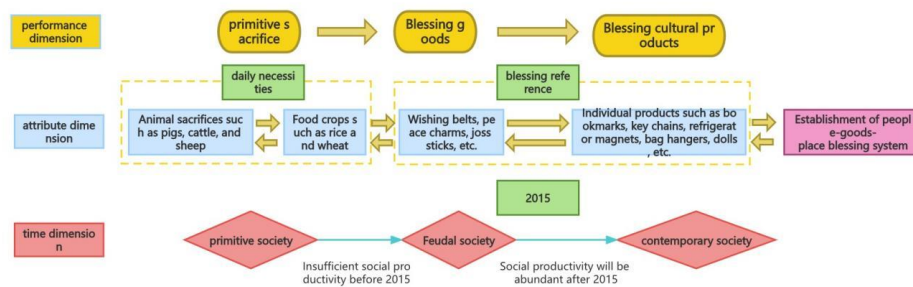 performance
dimension
primitive s
acrifice
Blessing g
oods
Blessing cultural pr
oducts
daily necessi
ties
blessing refe
rence
attribute dime
nsion
Animal sacrifices suc
h as pigs, cattle, and
sheep
Food crops s
uch as rice a
nd wheat
Wishing belts, pe
ace charms, joss
sticks, etc.
Individual products such as bo
okmarks, key chains, refrigerat
or magnets, bag hangers, dolls
, etc.
Establishment of peopl
e-goods-
place blessing system
2015
time dimensio
n
primitive society
Feudal society
contemporary society
Insufficient social pro
ductivity before 2015
Social productivity will be
abundant after 2015